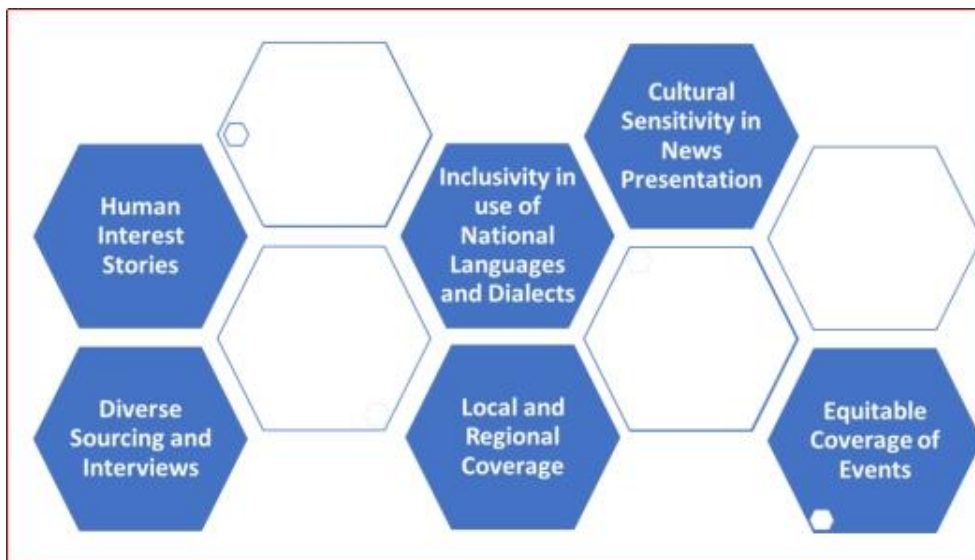 Human
Interest
Stories
Inclusivity in
use of
National
Languages
and Dialects
Cultural
Sensitivity in
News
Presentation
Diverse
Sourcing and
Interviews
Local and
Regional
Coverage
Equitable
Coverage of
Events